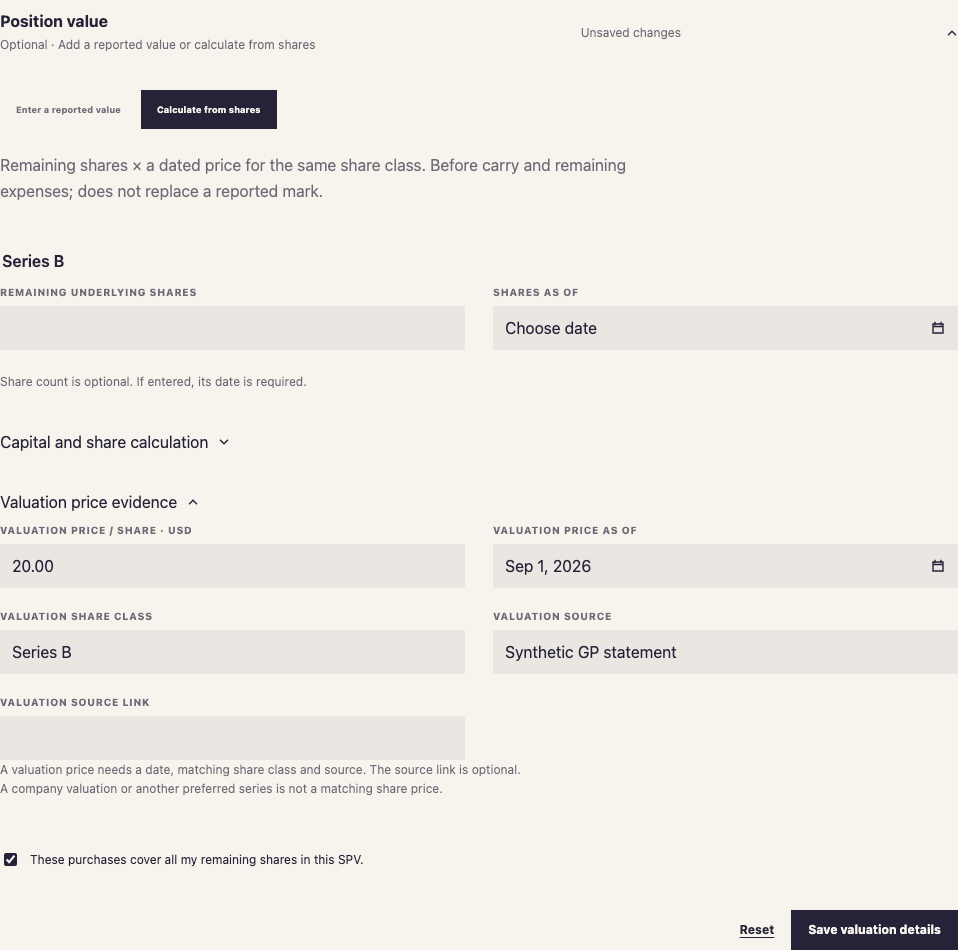 Position value
Optional · Add a reported value or calculate from shares
Unsaved changes
Enter a reported value
Calculate from shares
Remaining shares × a dated price for the same share class. Before carry and remaining
expenses; does not replace a reported mark.
Series B
REMAINING UNDERLYING SHARES
SHARES AS OF
Choose date
Share count is optional. If entered, its date is required.
Capital and share calculation
Valuation price evidence
VALUATION PRICE / SHARE · USD
VALUATION PRICE AS OF
20.00
Sep 1, 2026
VALUATION SHARE CLASS
VALUATION SOURCE
Series B
Synthetic GP statement
VALUATION SOURCE LINK
A valuation price needs a date, matching share class and source. The source link is optional.
A company valuation or another preferred series is not a matching share price.
These purchases cover all my remaining shares in this SPV.
Reset
Save valuation details